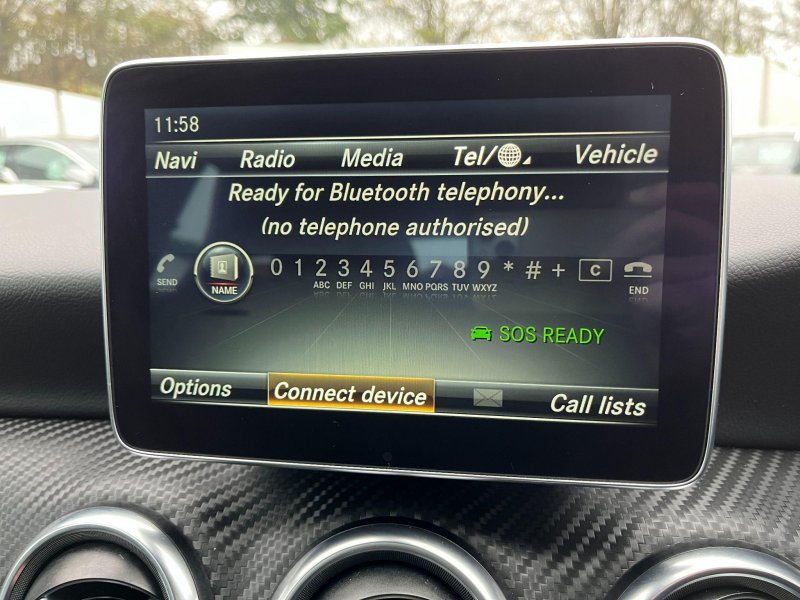 11:58
Navi Radio Media Tel/ Vehicle
Ready for Bluetooth telephony...
(no telephone authorised)
SEND NAME 0 1 2 3 4 5 6 7 8 9 * # + C END
ABC DEF GHI JKL MNO PQRS TUV WXYZ
SOS READY
Options Connect device Call lists